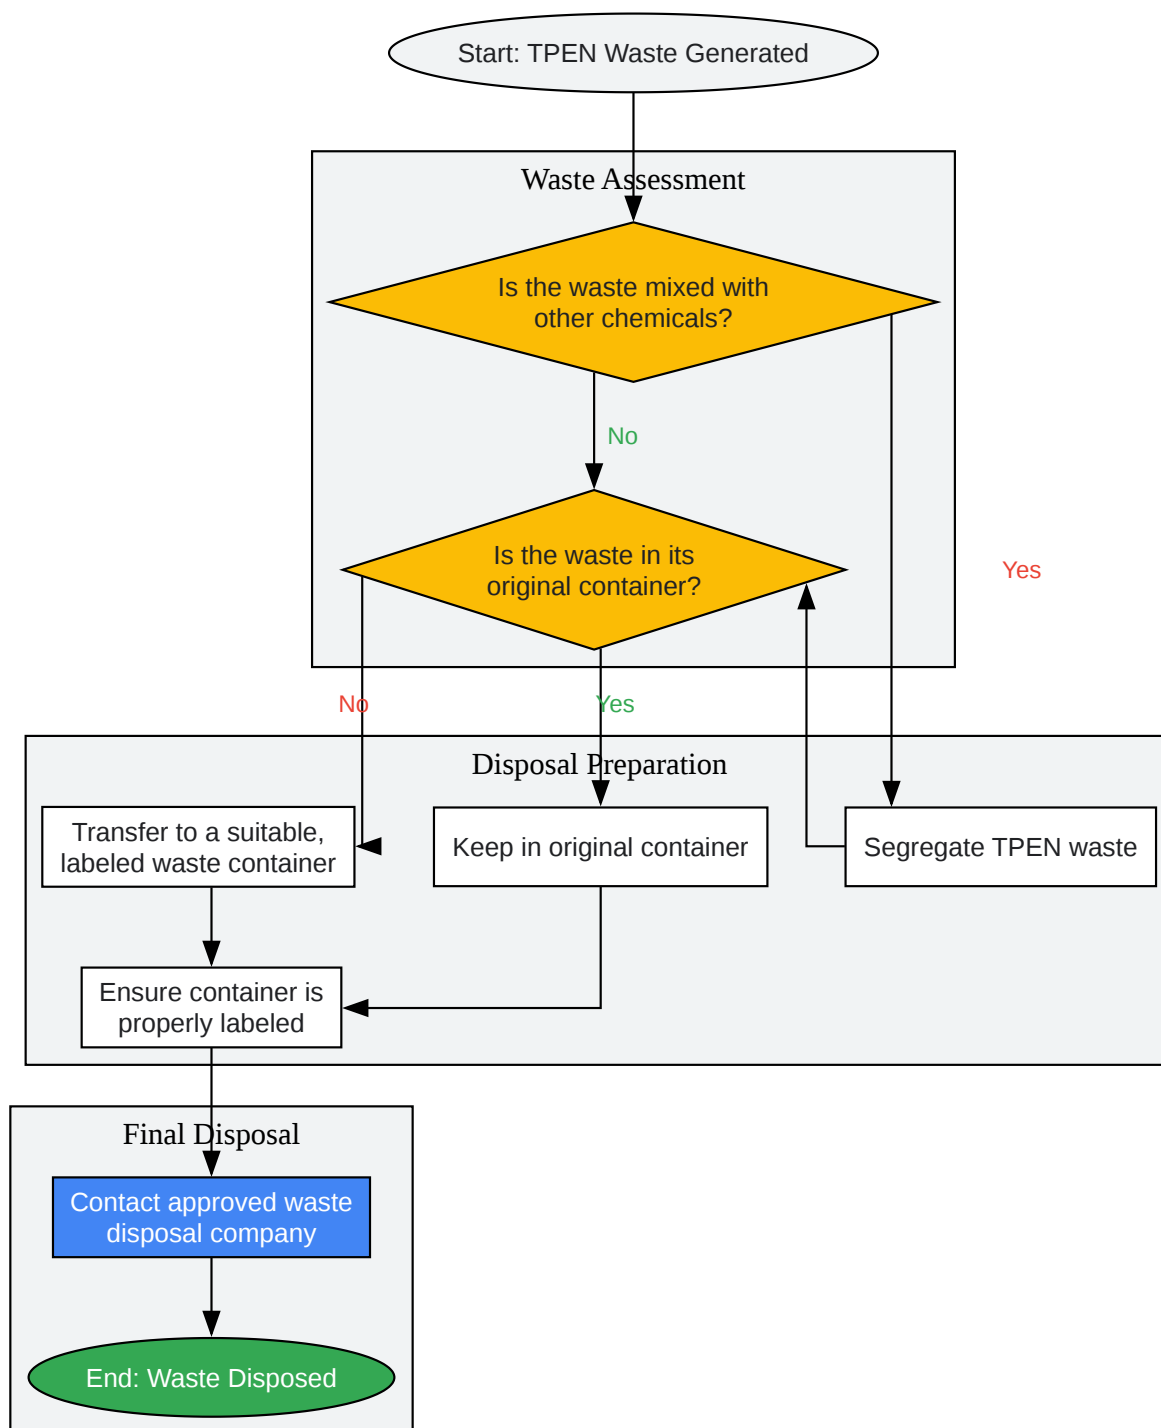 Start: TPEN Waste Generated
Waste Assessment
Is the waste mixed with
other chemicals?
No
Is the waste in its
original container?
Yes
No
Yes
Disposal Preparation
Transfer to a suitable,
labeled waste container
Keep in original container
Segregate TPEN waste
Ensure container is
properly labeled
Final Disposal
Contact approved waste
disposal company
End: Waste Disposed